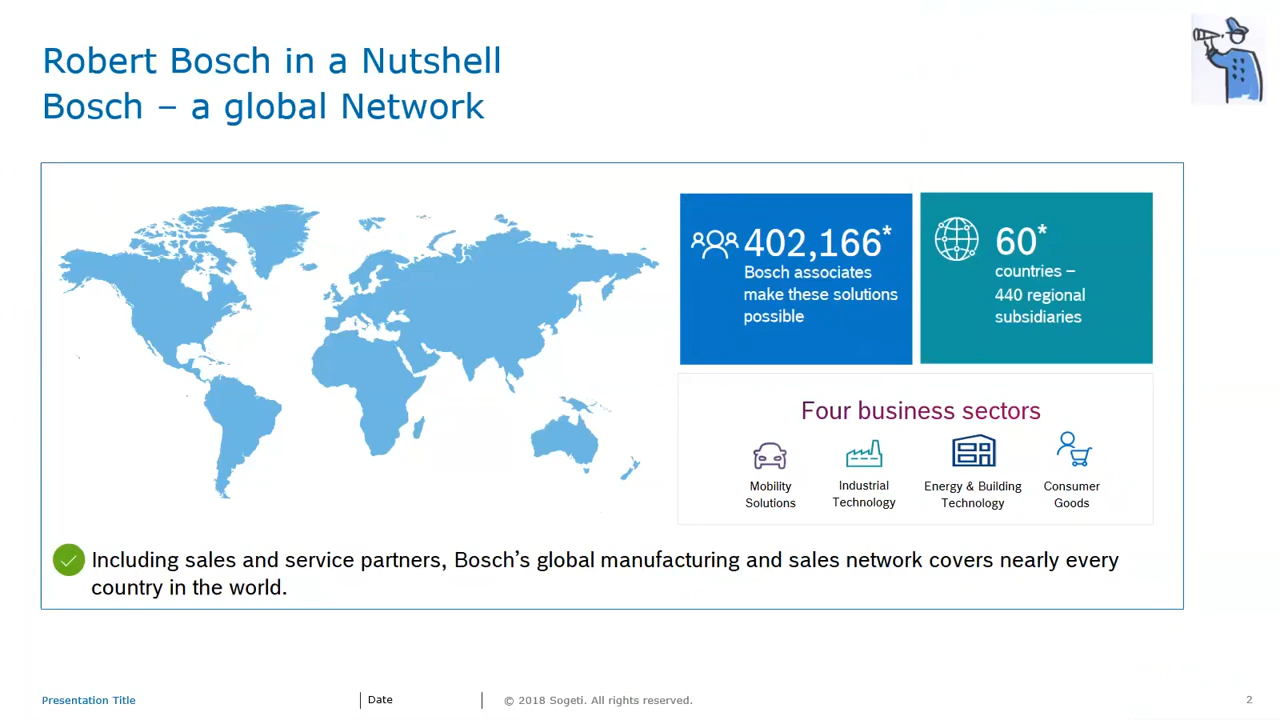 Robert Bosch in a Nutshell
Bosch – a global Network
402,166*
Bosch associates
make these solutions
possible
60*
countries –
440 regional
subsidiaries
Four business sectors
Mobility
Solutions
Industrial
Technology
Energy & Building
Technology
Consumer
Goods
Including sales and service partners, Bosch’s global manufacturing and sales network covers nearly every
country in the world.
Presentation Title
Date
© 2018 Sogeti. All rights reserved.
2